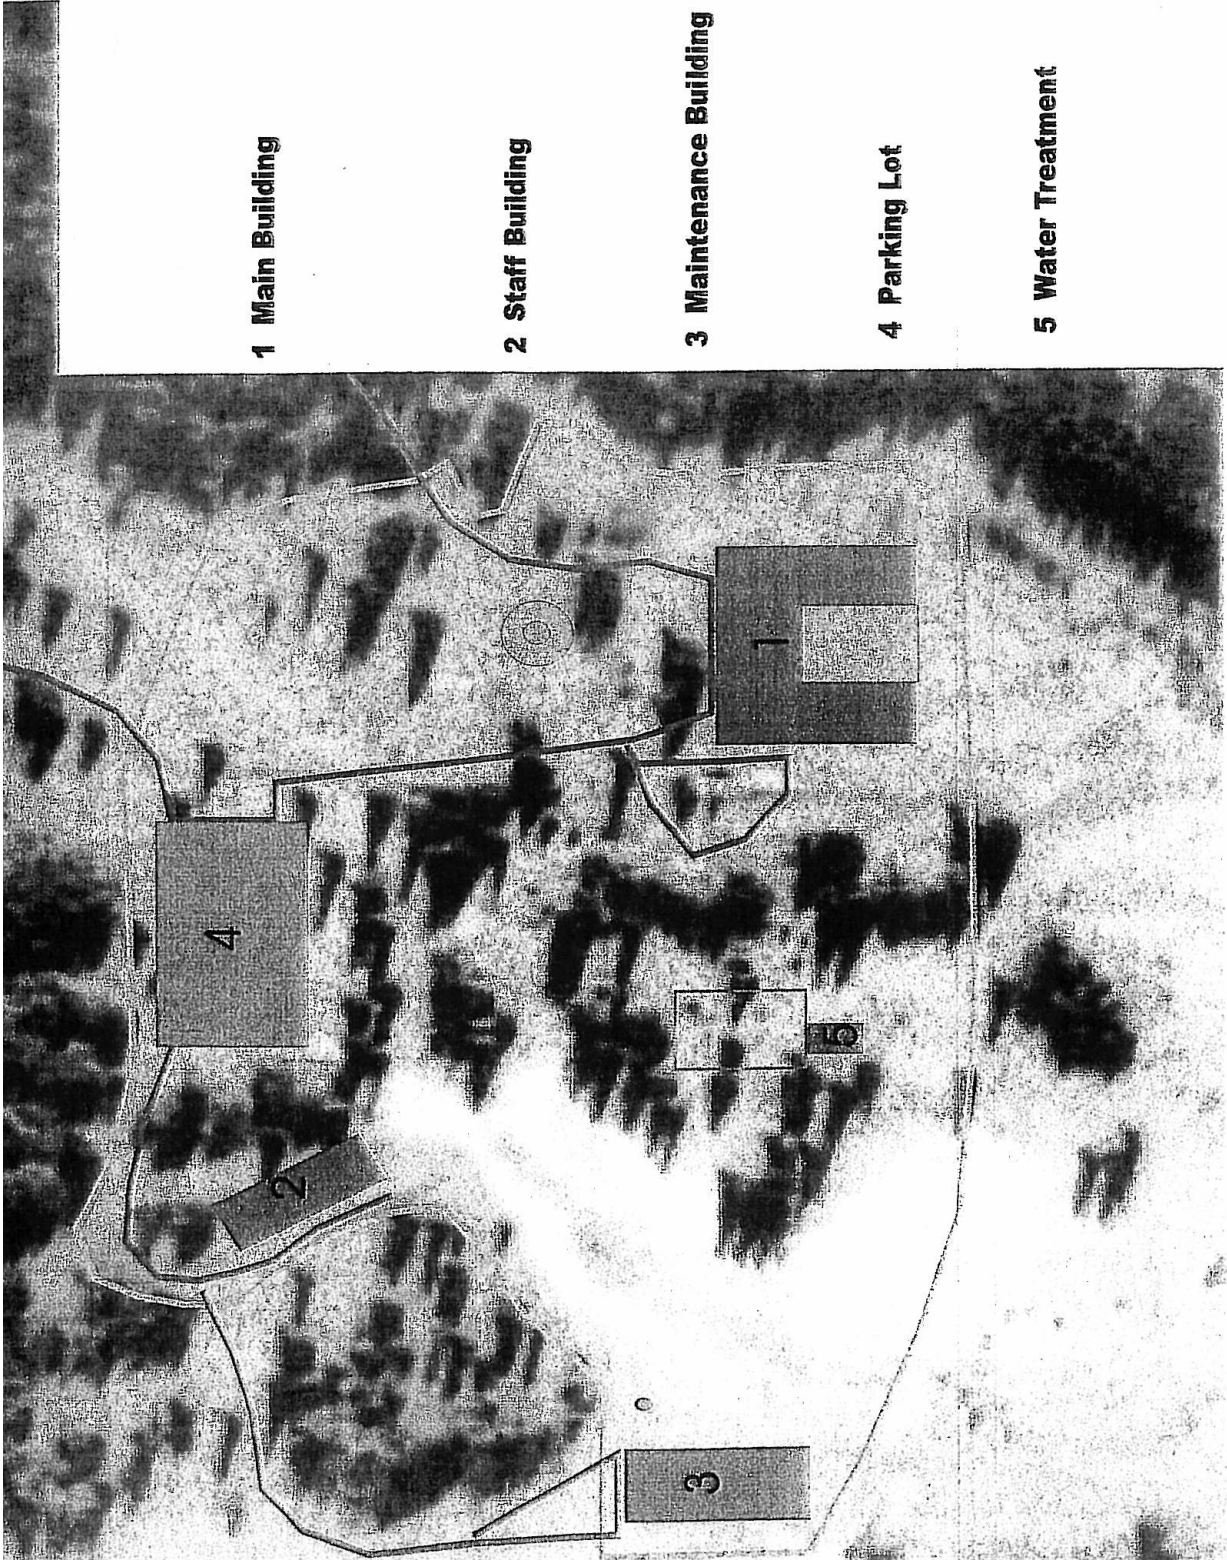 1 Main Building
2 Staff Building
3 Maintenance Building
4 Parking Lot
5 Water Treatment
1
4
5
2
3